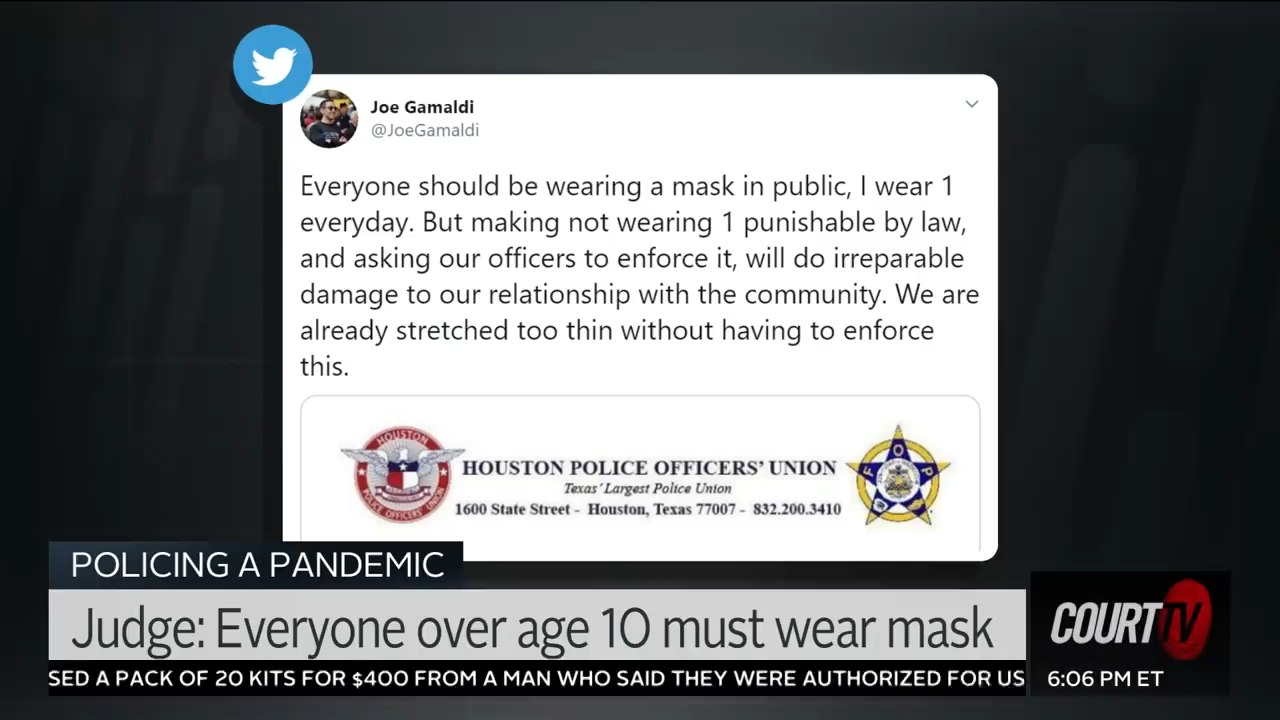 Joe Gamaldi
@JoeGamaldi
Everyone should be wearing a mask in public, I wear 1
everyday. But making not wearing 1 punishable by law,
and asking our officers to enforce it, will do irreparable
damage to our relationship with the community. We are
already stretched too thin without having to enforce
this.
HOUSTON
POLICE OFFICERS'
HOUSTON POLICE OFFICERS' UNION
Texas' Largest Police Union
1600 State Street - Houston, Texas 77007 - 832.200.3410
FOP
POLICING A PANDEMIC
Judge: Everyone over age 10 must wear mask
COURT TV
SED A PACK OF 20 KITS FOR $400 FROM A MAN WHO SAID THEY WERE AUTHORIZED FOR US
6:06 PM ET